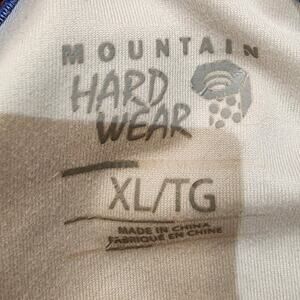 MOUNTAIN
HARD
WEAR
XL/TG
MADE IN CHINA
FABRIQUÉ EN CHINE